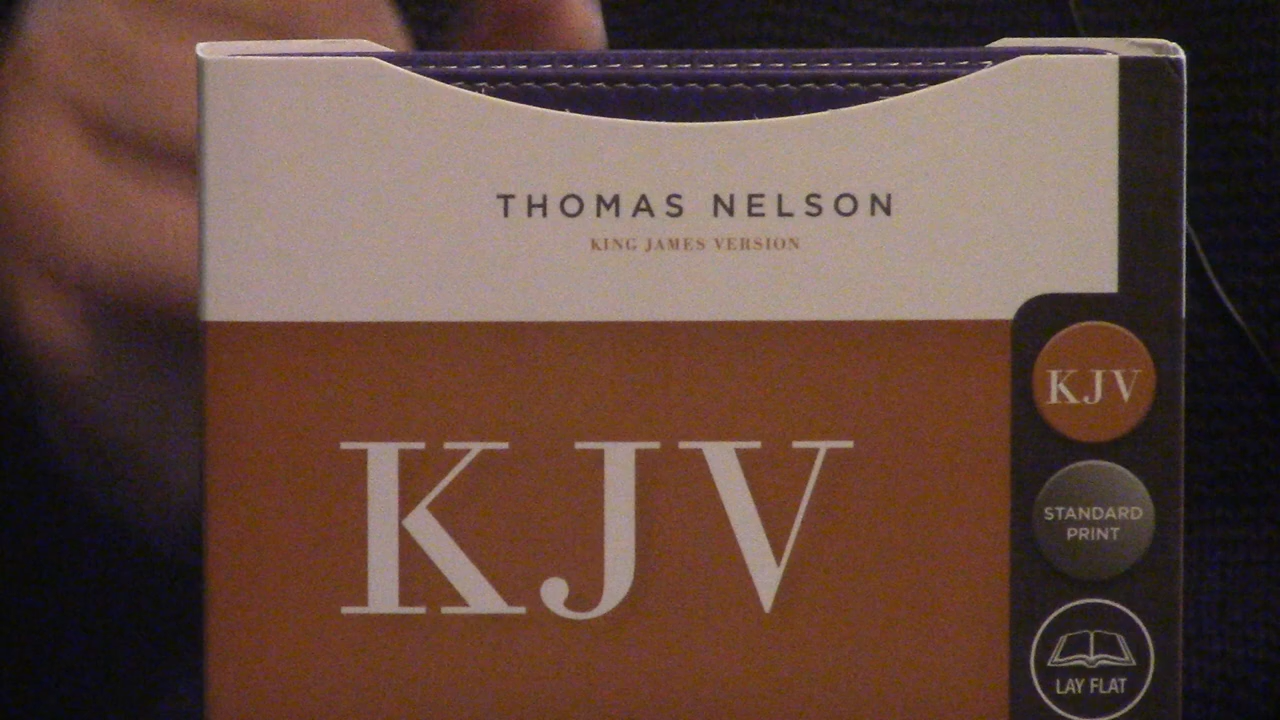 THOMAS NELSON
KING JAMES VERSION
KJV
KJV
STANDARD
PRINT
LAY FLAT